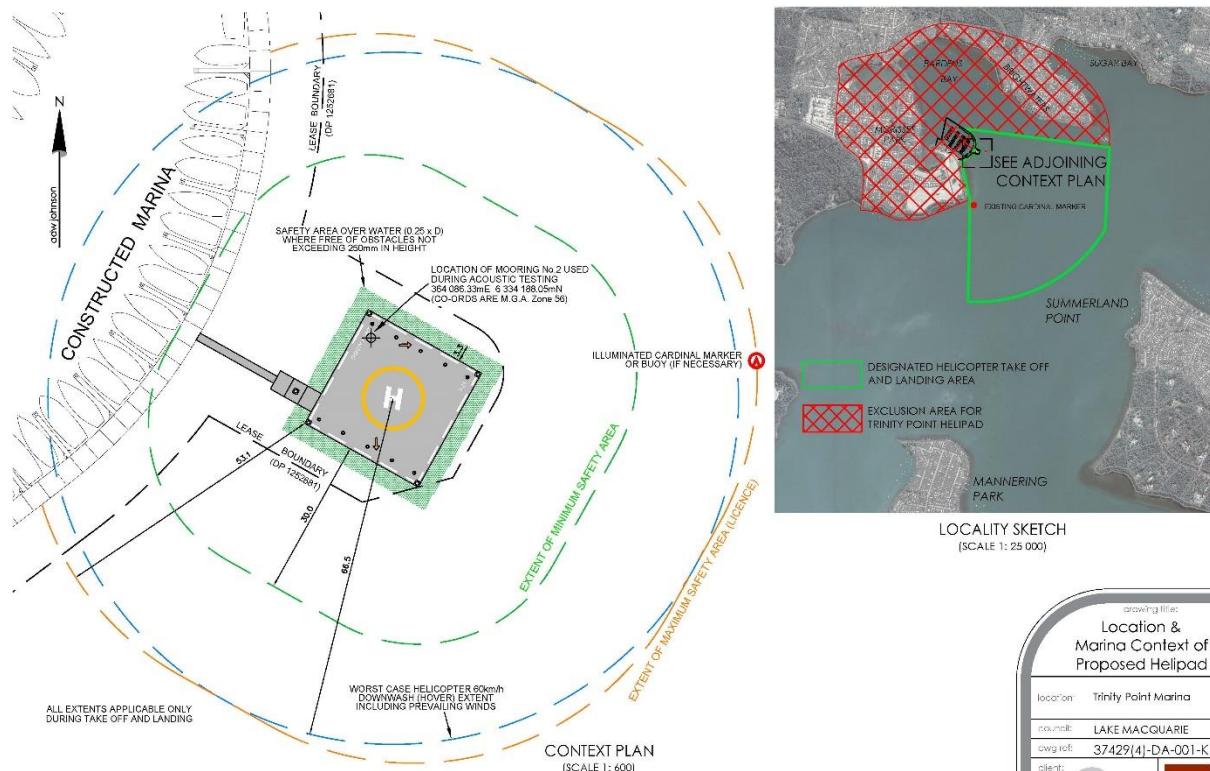 N
adw johnson
CONSTRUCTED MARINA
LEASE BOUNDARY
(DP 1252681)
SAFETY AREA OVER WATER (0.25 x D)
WHERE FREE OF OBSTACLES NOT
EXCEEDING 250mm IN HEIGHT
LOCATION OF MOORING No.2 USED
DURING ACOUSTIC TESTING
364 086.33mE 6 334 188.05mN
(CO-ORDS ARE M.G.A. Zone 56)
H
ILLUMINATED CARDINAL MARKER
OR BUOY (IF NECESSARY)
LEASE BOUNDARY
(DP 1252681)
53.1
30.0
66.5
EXTENT OF MINIMUM SAFETY AREA
EXTENT OF MAXIMUM SAFETY AREA (LICENCE)
WORST CASE HELICOPTER 60km/h
DOWNWASH (HOVER) EXTENT
INCLUDING PREVAILING WINDS
ALL EXTENTS APPLICABLE ONLY
DURING TAKE OFF AND LANDING
CONTEXT PLAN
(SCALE 1: 600)
BARDENS
BAY
SUGAR BAY
PARK
SEE ADJOINING
CONTEXT PLAN
EXISTING CARDINAL MARKER
SUMMERLAND
POINT
DESIGNATED HELICOPTER TAKE OFF
AND LANDING AREA
EXCLUSION AREA FOR
TRINITY POINT HELIPAD
MANNERING
PARK
LOCALITY SKETCH
(SCALE 1: 25 000)
drawing title:
Location &
Marina Context of
Proposed Helipad
location: Trinity Point Marina
council: LAKE MACQUARIE
dwg ref: 37429(4)-DA-001-K
client: